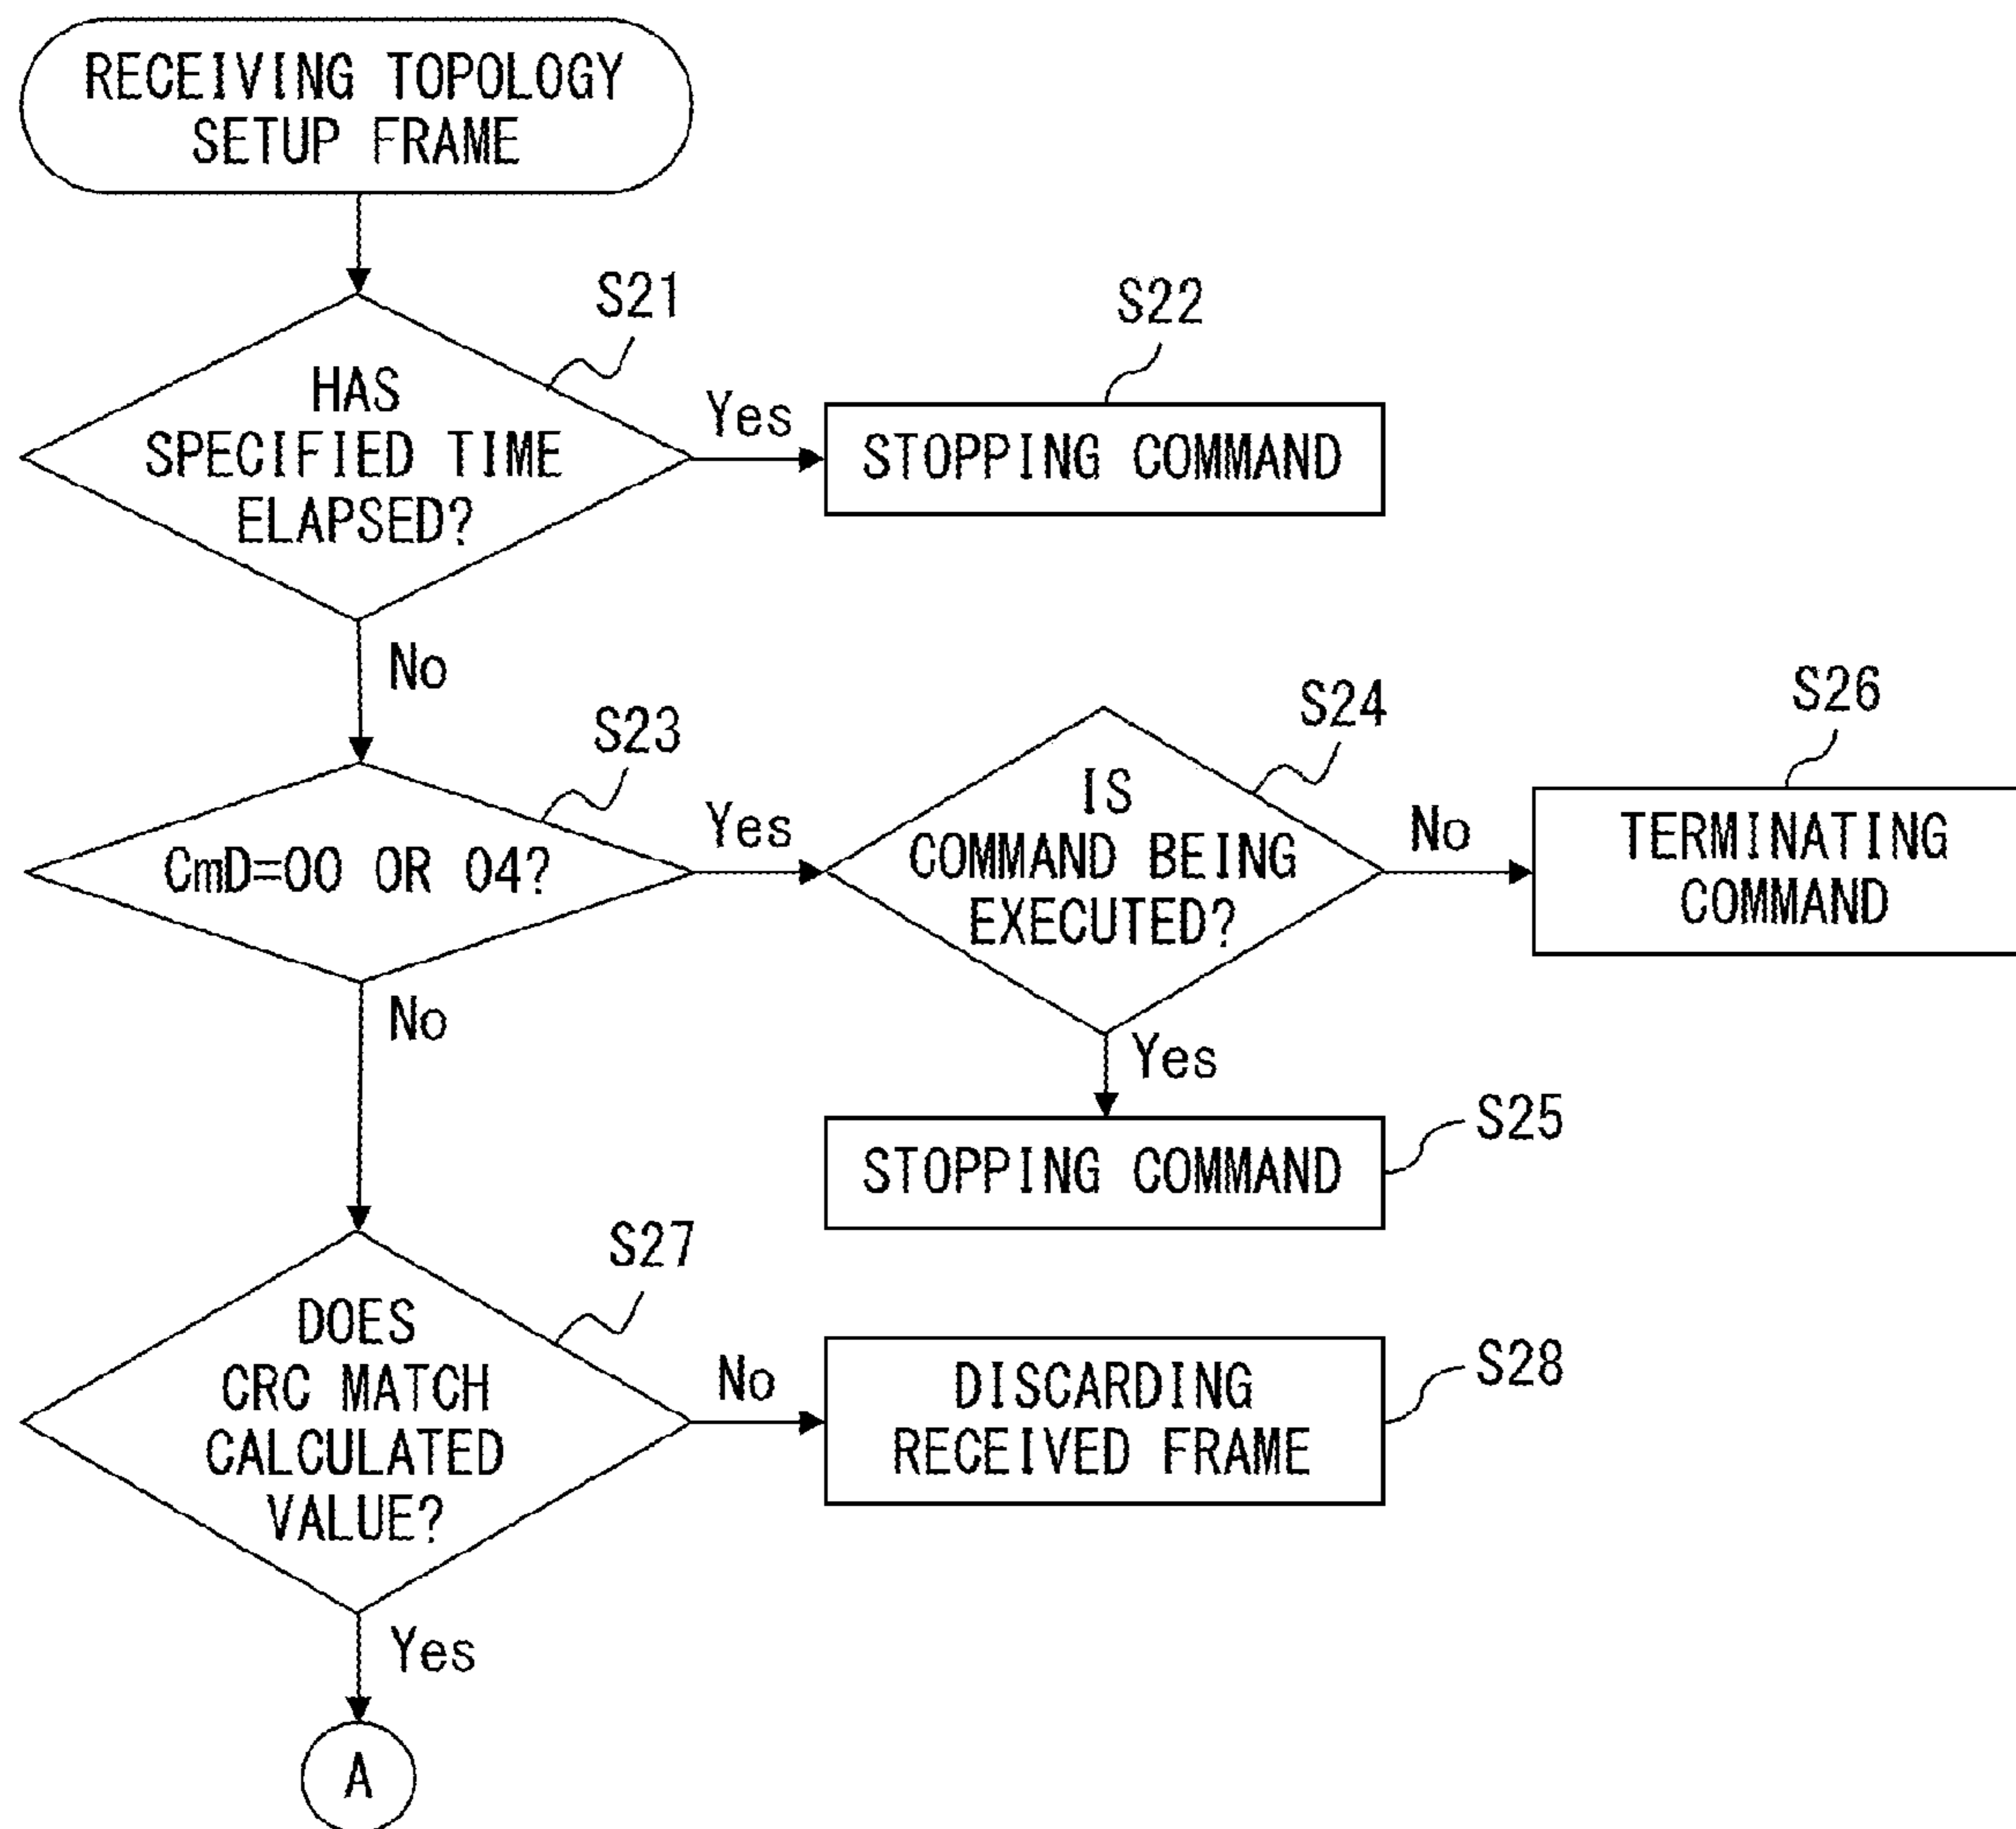 RECEIVING TOPOLOGY
SETUP FRAME
S21
HAS
SPECIFIED TIME
ELAPSED?
Yes
S22
STOPPING COMMAND
No
S23
CmD=00 OR 04?
Yes
S24
IS
COMMAND BEING
EXECUTED?
No
S26
TERMINATING
COMMAND
Yes
S25
STOPPING COMMAND
No
S27
DOES
CRC MATCH
CALCULATED
VALUE?
No
S28
DISCARDING
RECEIVED FRAME
Yes
A